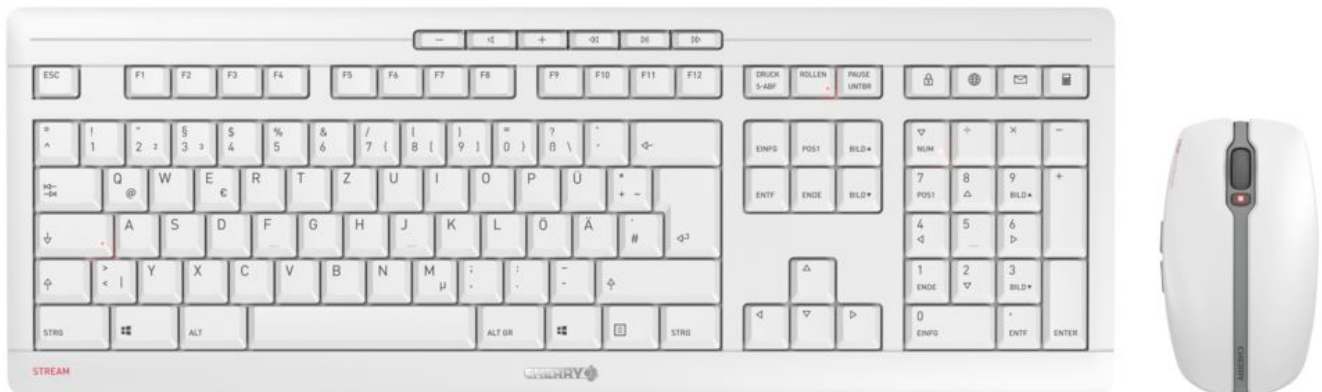 − +
ESC F1 F2 F3 F4 F5 F6 F7 F8 F9 F10 F11 F12 DRUCK S-ABF ROLLEN PAUSE UNTBR
° ^ ! 1 " 2 ² § 3 ³ $ 4 % 5 & 6 / 7 { ( 8 [ ) 9 ] = 0 } ? ß \ ` ´ EINFG POS1 BILD▲ NUM ÷ × −
Q @ W E € R T Z U I O P Ü * + ~ ENTF ENDE BILD▼ 7 POS1 8 9 BILD▲ +
A S D F G H J K L Ö Ä ' # 4 5 6
> < | Y X C V B N M µ ; , : . _ - 1 ENDE 2 3 BILD▼
STRG ALT ALT GR STRG 0 EINFG , ENTF ENTER
STREAM CHERRY
CHERRY